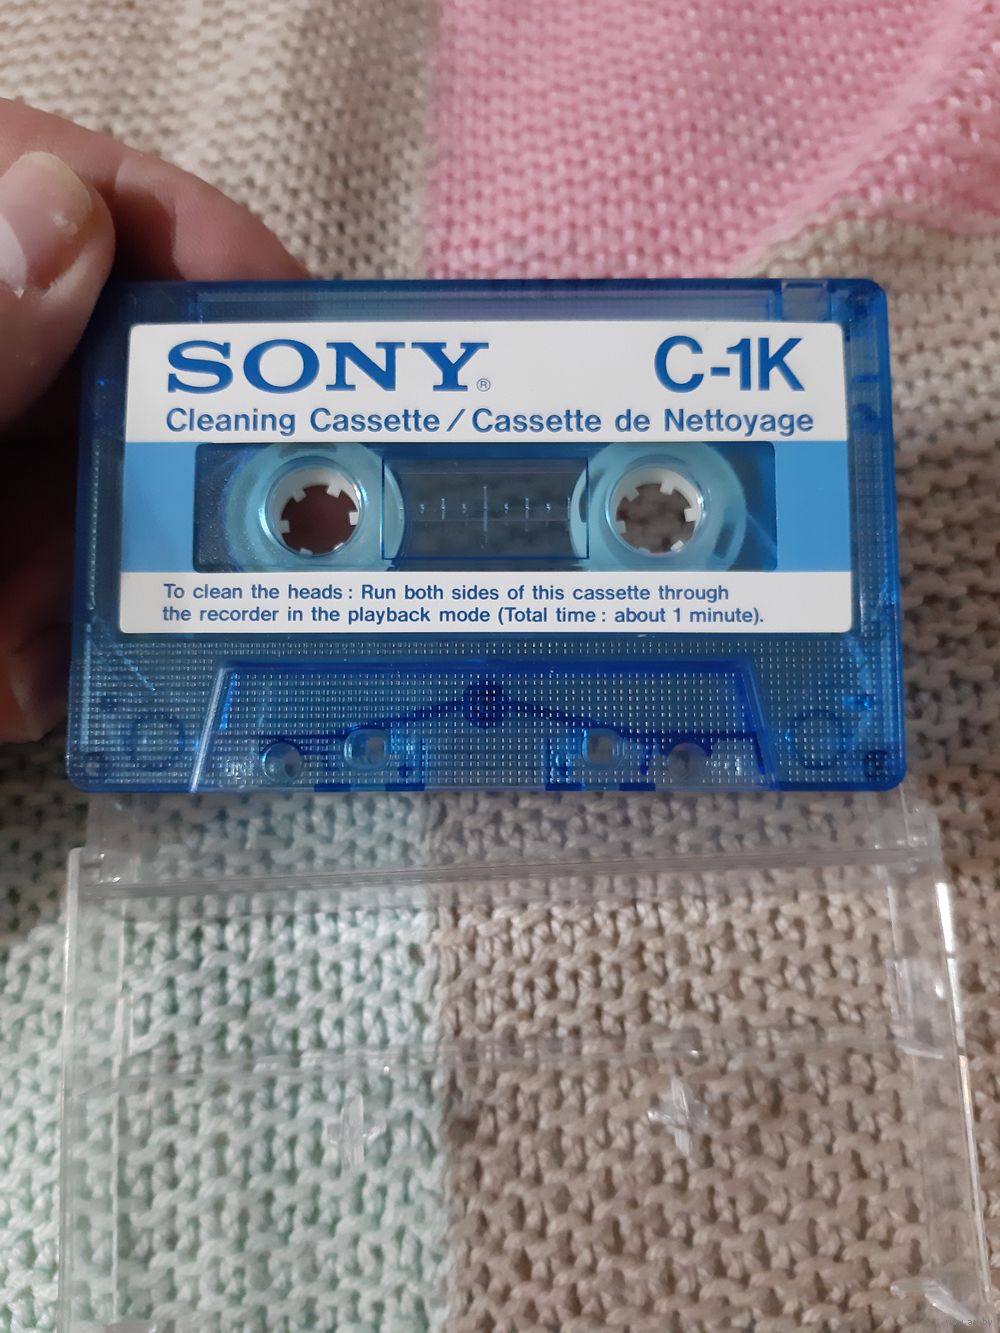 SONY® C-1K
Cleaning Cassette / Cassette de Nettoyage
To clean the heads : Run both sides of this cassette through
the recorder in the playback mode (Total time : about 1 minute).